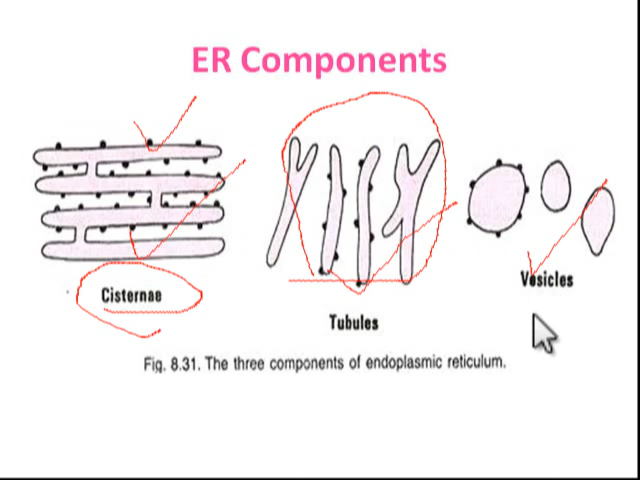 ER Components
Cisternae
Tubules
Vesicles
Fig. 8.31. The three components of endoplasmic reticulum.